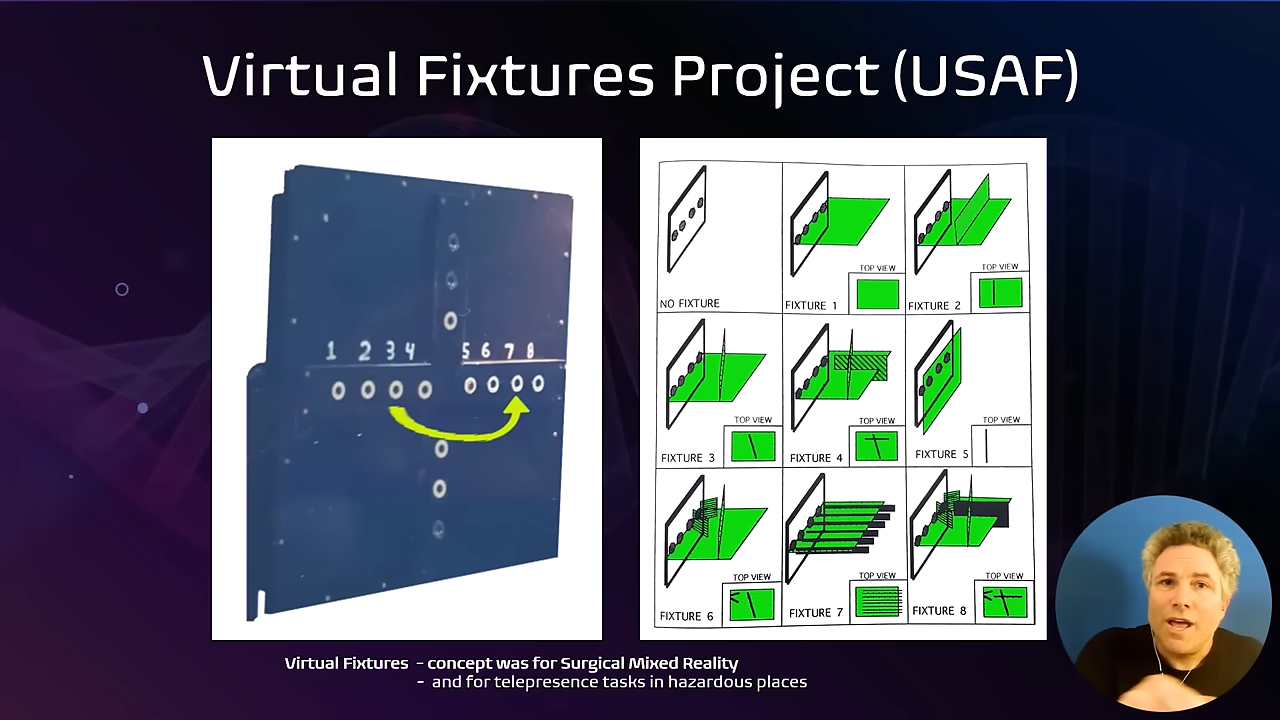 Virtual Fixtures Project (USAF)
1 2 3 4 5 6 7 8
NO FIXTURE
TOP VIEW
FIXTURE 1
TOP VIEW
FIXTURE 2
TOP VIEW
FIXTURE 3
TOP VIEW
FIXTURE 4
TOP VIEW
FIXTURE 5
TOP VIEW
FIXTURE 6
TOP VIEW
FIXTURE 7
TOP VIEW
FIXTURE 8
Virtual Fixtures - concept was for Surgical Mixed Reality
- and for telepresence tasks in hazardous places